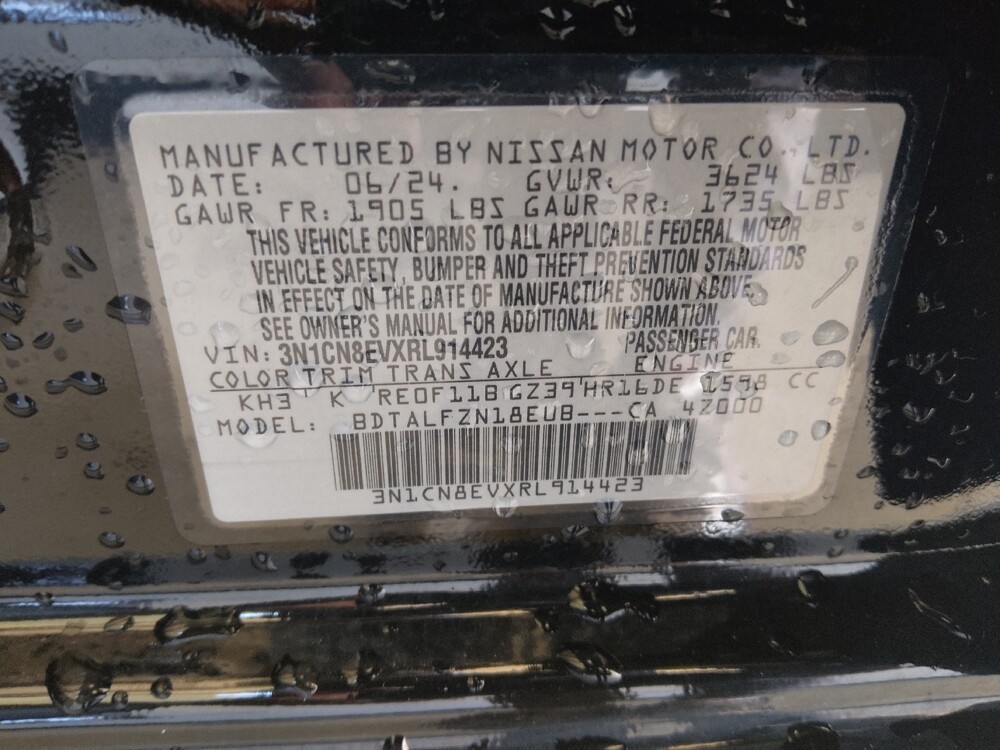 MANUFACTURED BY NISSAN MOTOR CO., LTD.
DATE: 06/24. GVWR: 3624 LBS
GAWR FR: 1905 LBS GAWR RR: 1735 LBS
THIS VEHICLE CONFORMS TO ALL APPLICABLE FEDERAL MOTOR
VEHICLE SAFETY, BUMPER AND THEFT PREVENTION STANDARDS
IN EFFECT ON THE DATE OF MANUFACTURE SHOWN ABOVE.
SEE OWNER'S MANUAL FOR ADDITIONAL INFORMATION.
VIN: 3N1CN8EVXRL914423 PASSENGER CAR.
COLOR TRIM TRANS AXLE ENGINE
KH3 K RE0F11B GZ39 HR16DE 1598 CC
MODEL: BDTALFZN18EUB---CA 4Z000
3N1CN8EVXRL914423